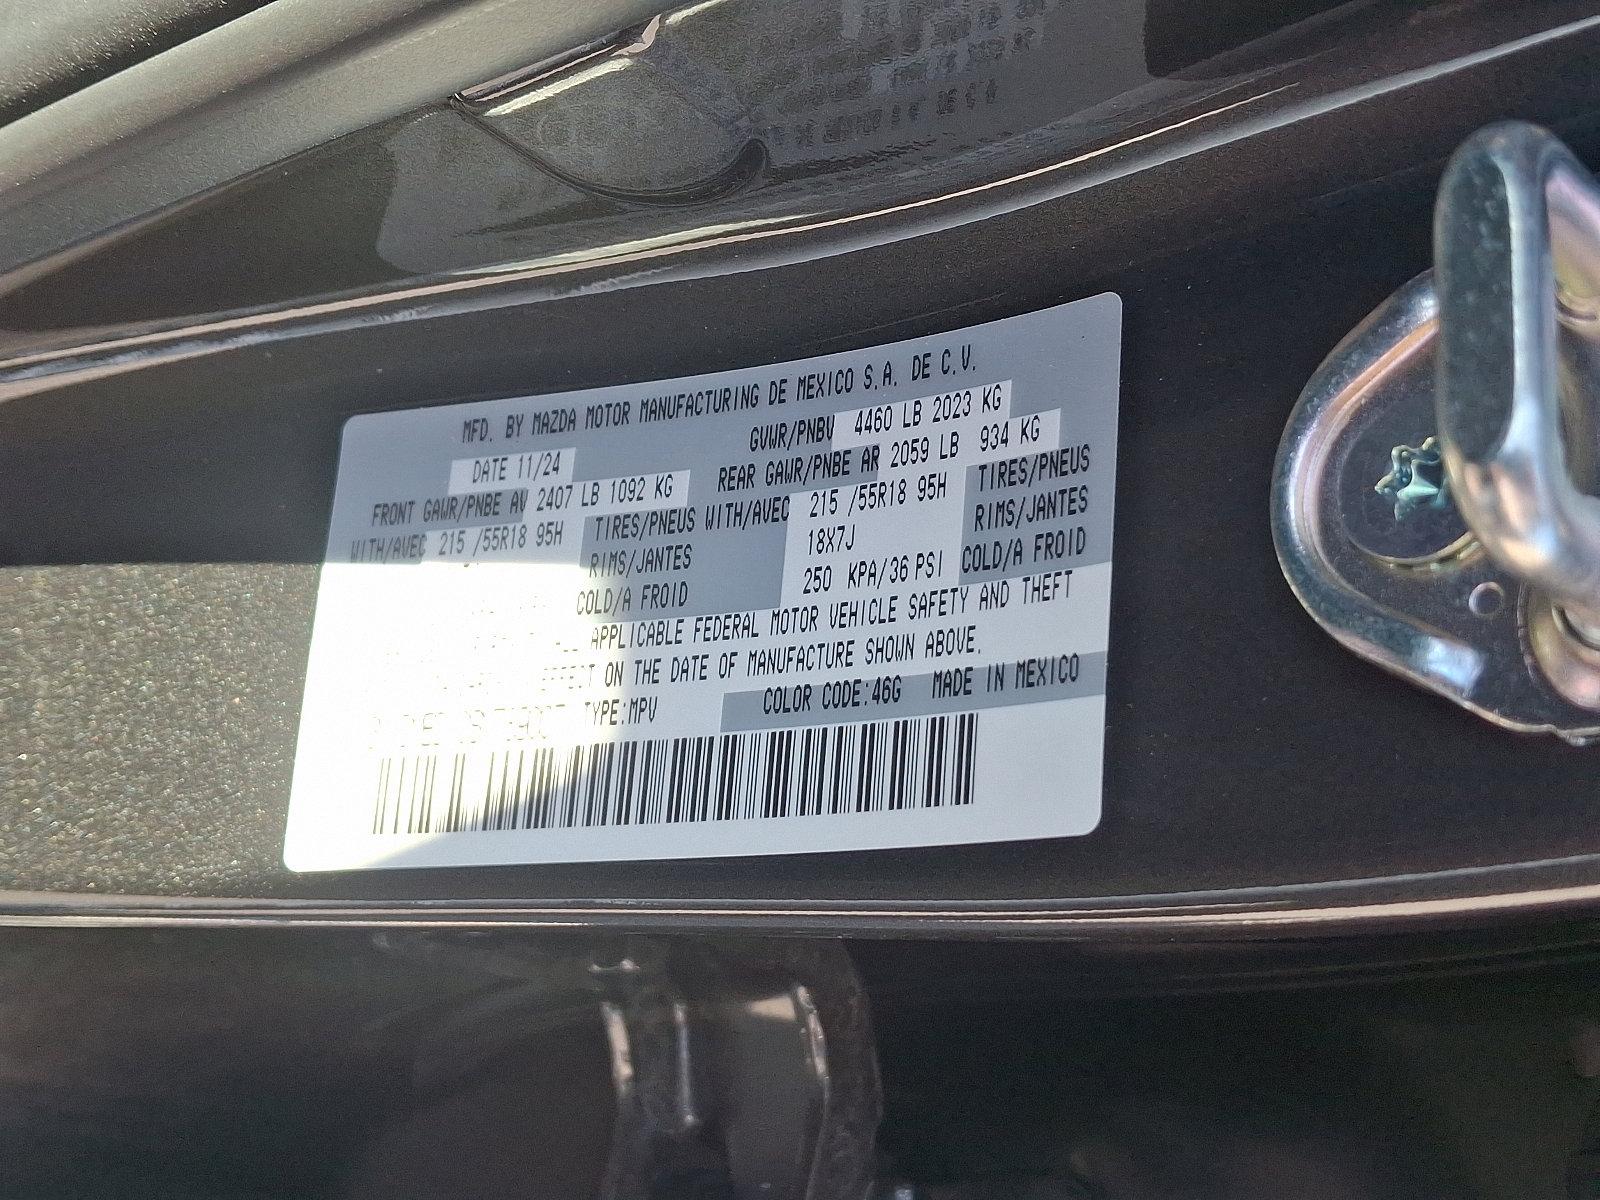 MFD. BY MAZDA MOTOR MANUFACTURING DE MEXICO S.A. DE C.V.
DATE 11/24 GVWR/PNBV 4460 LB 2023 KG
FRONT GAWR/PNBE AV 2407 LB 1092 KG REAR GAWR/PNBE AR 2059 LB 934 KG
WITH/AVEC 215 /55R18 95H TIRES/PNEUS WITH/AVEC 215 /55R18 95H TIRES/PNEUS
RIMS/JANTES 18X7J RIMS/JANTES
COLD/A FROID 250 KPA/36 PSI COLD/A FROID
APPLICABLE FEDERAL MOTOR VEHICLE SAFETY AND THEFT
ON THE DATE OF MANUFACTURE SHOWN ABOVE.
TYPE:MPV COLOR CODE:46G MADE IN MEXICO